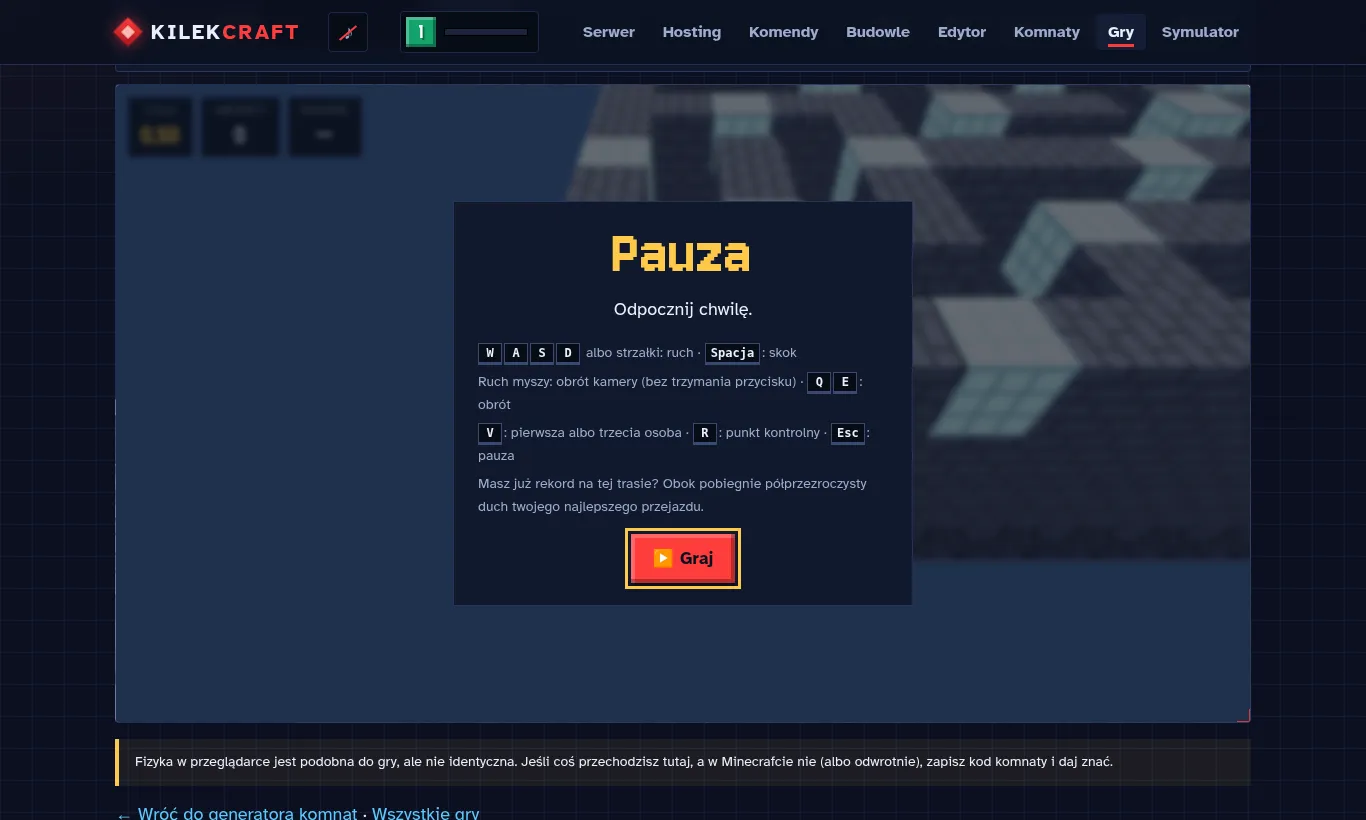 KILEKCRAFT
1
Serwer Hosting Komendy Budowle Edytor Komnaty Gry Symulator
Pauza
Odpocznij chwilę.
W A S D albo strzałki: ruch · Spacja : skok
Ruch myszy: obrót kamery (bez trzymania przycisku) · Q E :
obrót
V : pierwsza albo trzecia osoba · R : punkt kontrolny · Esc :
pauza
Masz już rekord na tej trasie? Obok pobiegnie półprzezroczysty
duch twojego najlepszego przejazdu.
▶️ Graj
Fizyka w przeglądarce jest podobna do gry, ale nie identyczna. Jeśli coś przechodzisz tutaj, a w Minecrafcie nie (albo odwrotnie), zapisz kod komnaty i daj znać.
← Wróć do generatora komnat · Wszystkie gry